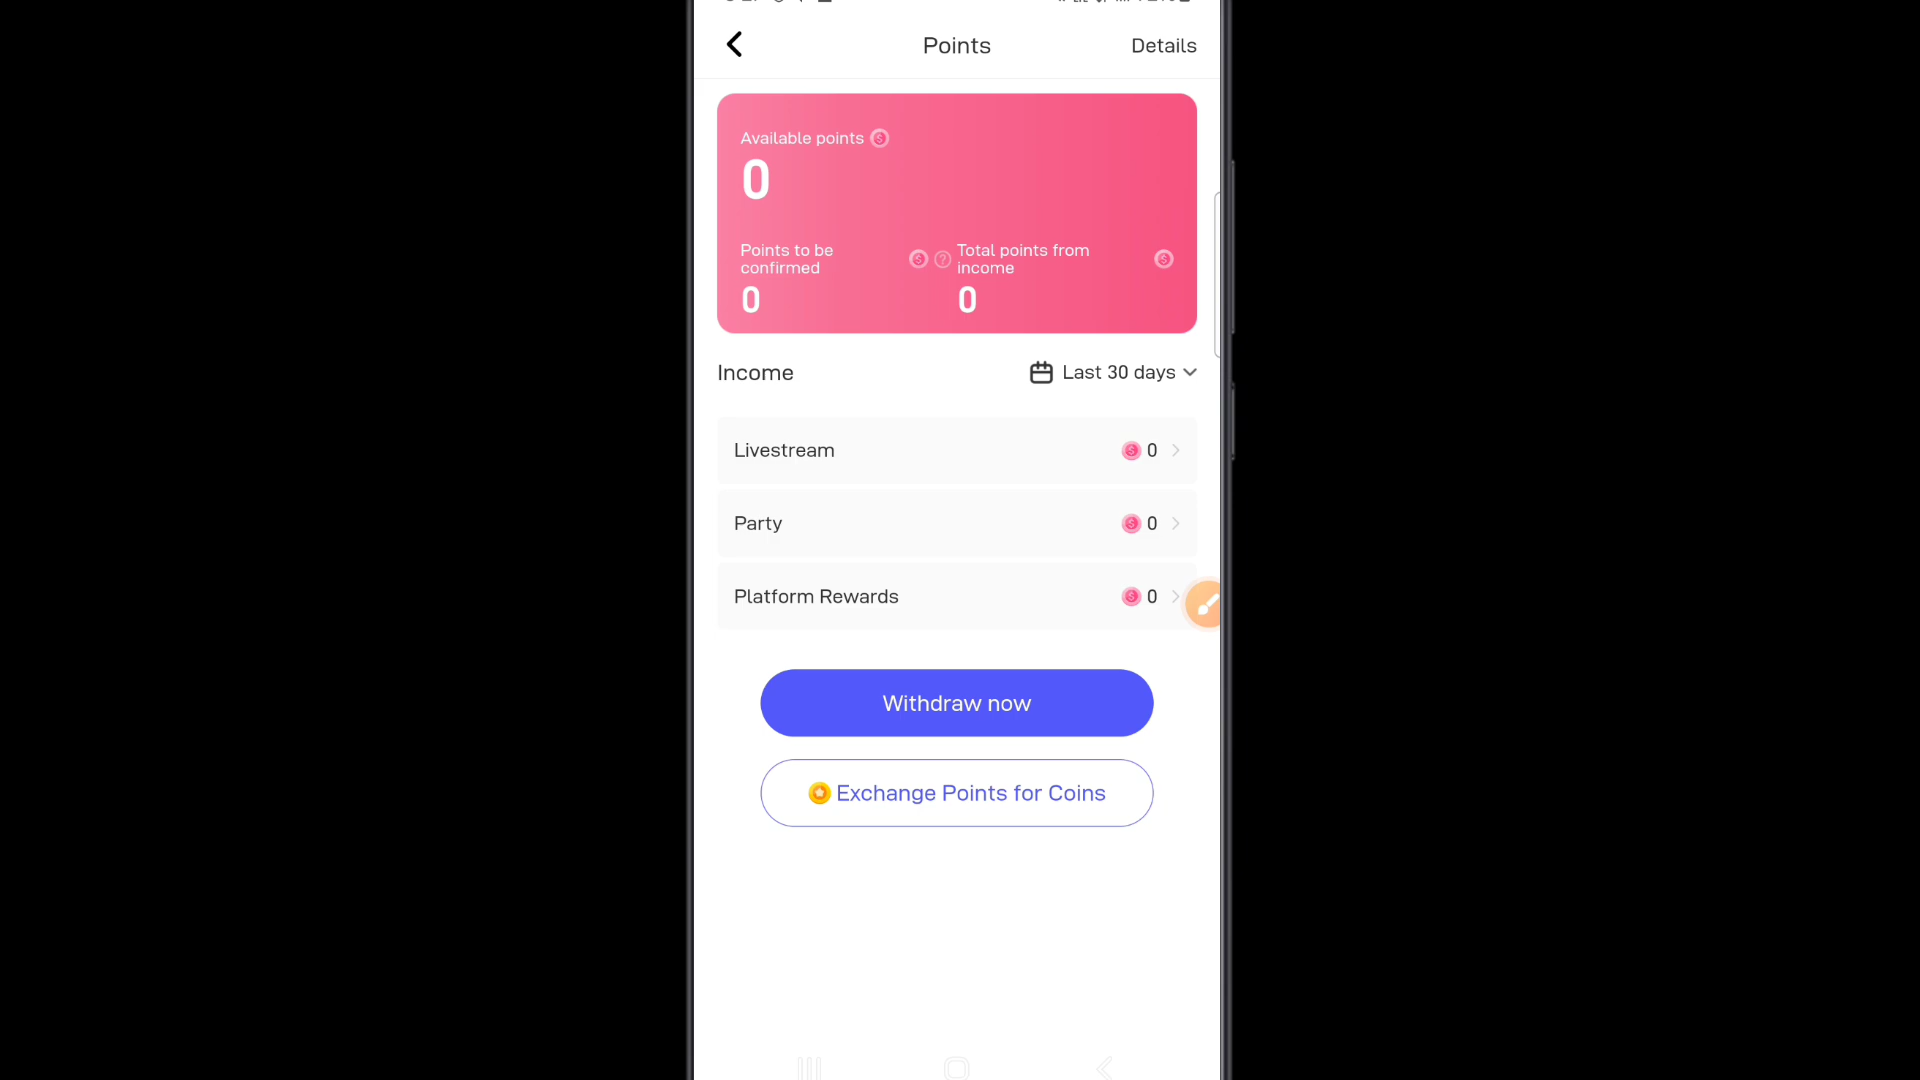 Points
Details
Available points
0
Points to be
confirmed
0
Total points from
income
0
Income
Last 30 days
Livestream
0
Party
0
Platform Rewards
0
Withdraw now
Exchange Points for Coins